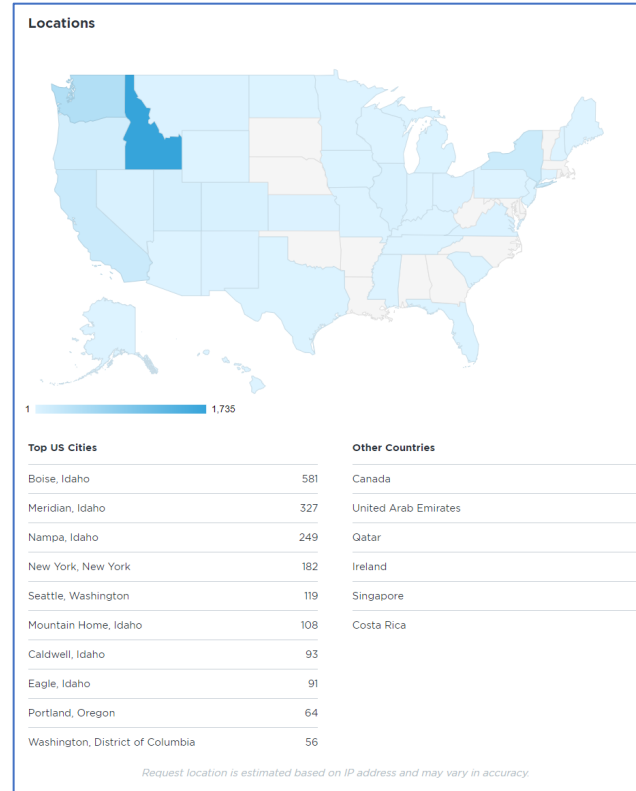 Locations
1 1,735
Top US Cities Other Countries
Boise, Idaho 581 Canada
Meridian, Idaho 327 United Arab Emirates
Nampa, Idaho 249 Qatar
New York, New York 182 Ireland
Seattle, Washington 119 Singapore
Mountain Home, Idaho 108 Costa Rica
Caldwell, Idaho 93
Eagle, Idaho 91
Portland, Oregon 64
Washington, District of Columbia 56
Request location is estimated based on IP address and may vary in accuracy.